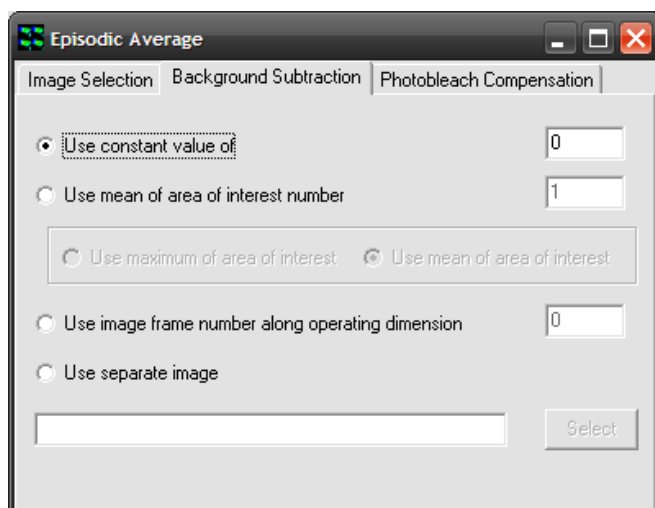 Episodic Average
Image Selection Background Subtraction Photobleach Compensation
Use constant value of 0
Use mean of area of interest number 1
Use maximum of area of interest Use mean of area of interest
Use image frame number along operating dimension 0
Use separate image
Select